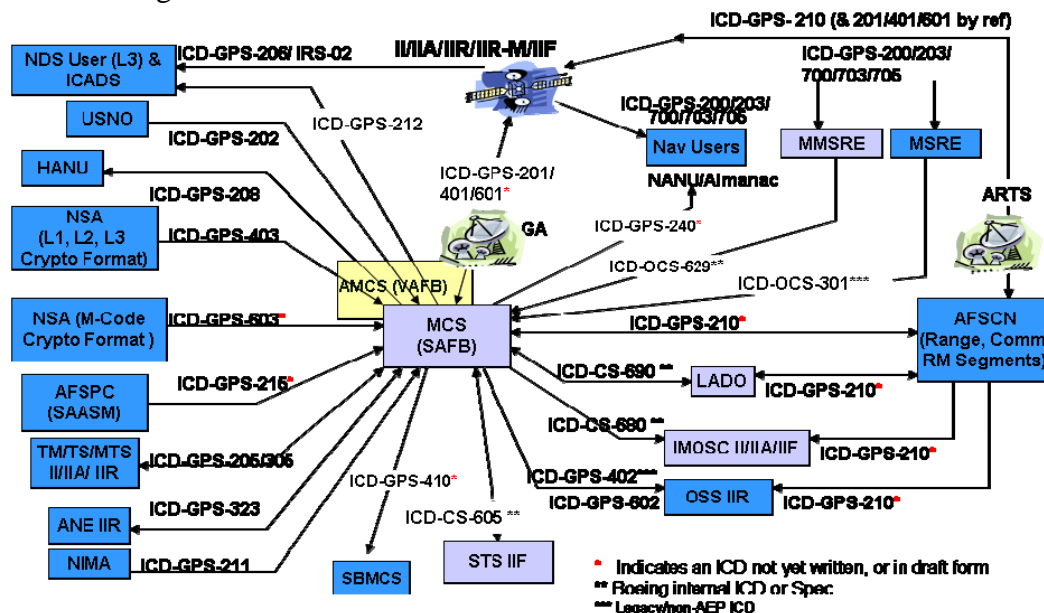 ICD-GPS- 210 (& 201/401/601 by ref)
II/IIA/IIR/IIR-M/IIF
NDS User (L3) &
ICADS
ICD-GPS-206/ IRS-02
ICD-GPS-200/203/
700/703/705
USNO
ICD-GPS-202
ICD-GPS-212
ICD-GPS-200/203/
700/703/705
Nav Users
MMSRE
MSRE
HANU
ICD-GPS-208
ICD-GPS-201/
401/601*
NANU/Almanac
ARTS
NSA
(L1, L2, L3
Crypto Format)
ICD-GPS-403
GA
ICD-GPS-240*
ICD-OCS-629**
ICD-OCS-301***
AMCS (VAFB)
MCS
(SAFB)
NSA (M-Code
Crypto Format )
ICD-GPS-603*
ICD-GPS-210*
AFSCN
(Range, Comm
RM Segments)
AFSPC
(SAASM)
ICD-GPS-215*
ICD-CS-690 **
LADO
ICD-GPS-210*
TM/TS/MTS
II/IIA/ IIR
ICD-GPS-205/305
ICD-CS-680 **
IMOSC II/IIA/IIF
ICD-GPS-210*
ICD-GPS-410*
ICD-GPS-402***
ICD-GPS-602
OSS IIR
ICD-GPS-210*
ANE IIR
ICD-GPS-323
ICD-CS-605 **
NIMA
ICD-GPS-211
SBMCS
STS IIF
* Indicates an ICD not yet written, or in draft form
** Boeing internal ICD or Spec
*** Legacy/non-AEP ICD